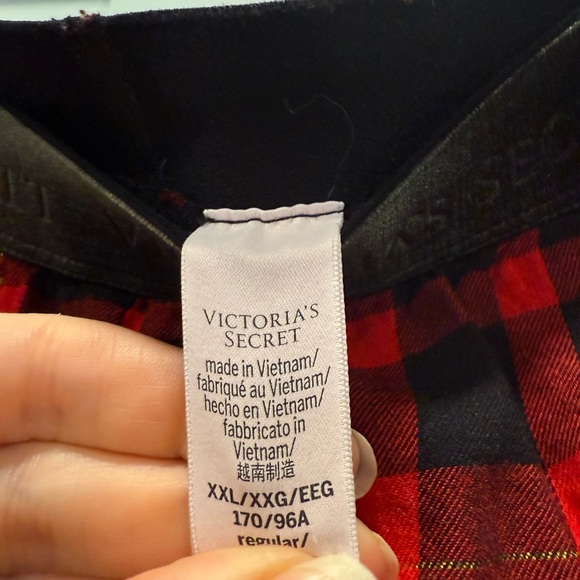 VICTORIA'S
SECRET
made in Vietnam/
fabriqué au Vietnam/
hecho en Vietnam/
fabbricato in
Vietnam/
越南制造
XXL/XXG/EEG
170/96A
regular/